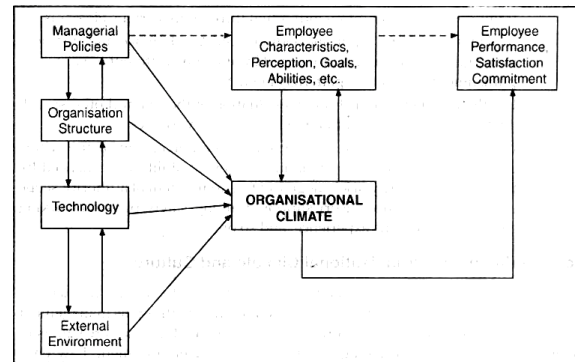 Managerial
Policies
Employee
Characteristics,
Perception, Goals,
Abilities, etc.
Employee
Performance,
Satisfaction
Commitment
Organisation
Structure
Technology
ORGANISATIONAL
CLIMATE
External
Environment